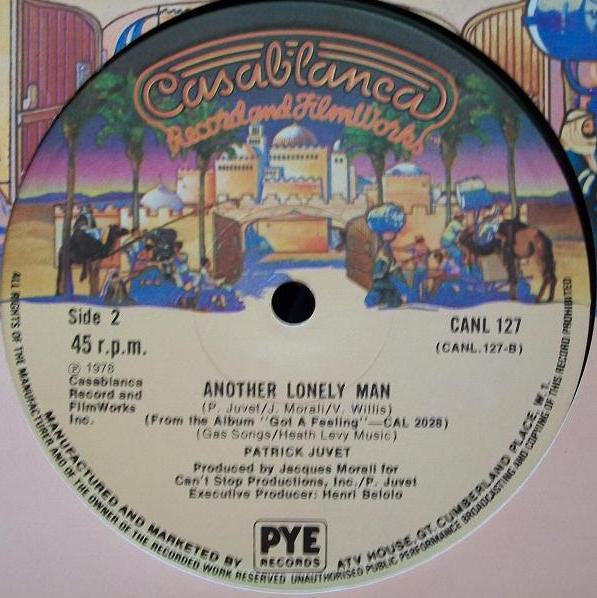 Casablanca
Record and FilmWorks
Side 2
45 r.p.m.
℗ 1978
Casablanca
Record and
FilmWorks
Inc.
CANL 127
(CANL.127-B)
ANOTHER LONELY MAN
(P. Juvet/J. Morali/V. Willis)
(From the Album "Got A Feeling"—CAL 2028)
(Gas Songs/Heath Levy Music)
PATRICK JUVET
Produced by Jacques Morali for
Can't Stop Productions, Inc./P. Juvet
Executive Producer: Henri Belolo
MANUFACTURED AND MARKETED BY
PYE
RECORDS
ATV HOUSE, GT. CUMBERLAND PLACE, W.1.
ALL RIGHTS OF THE MANUFACTURER AND OF THE OWNER OF THE RECORDED WORK RESERVED UNAUTHORISED PUBLIC PERFORMANCE BROADCASTING AND COPYING OF THIS RECORD PROHIBITED